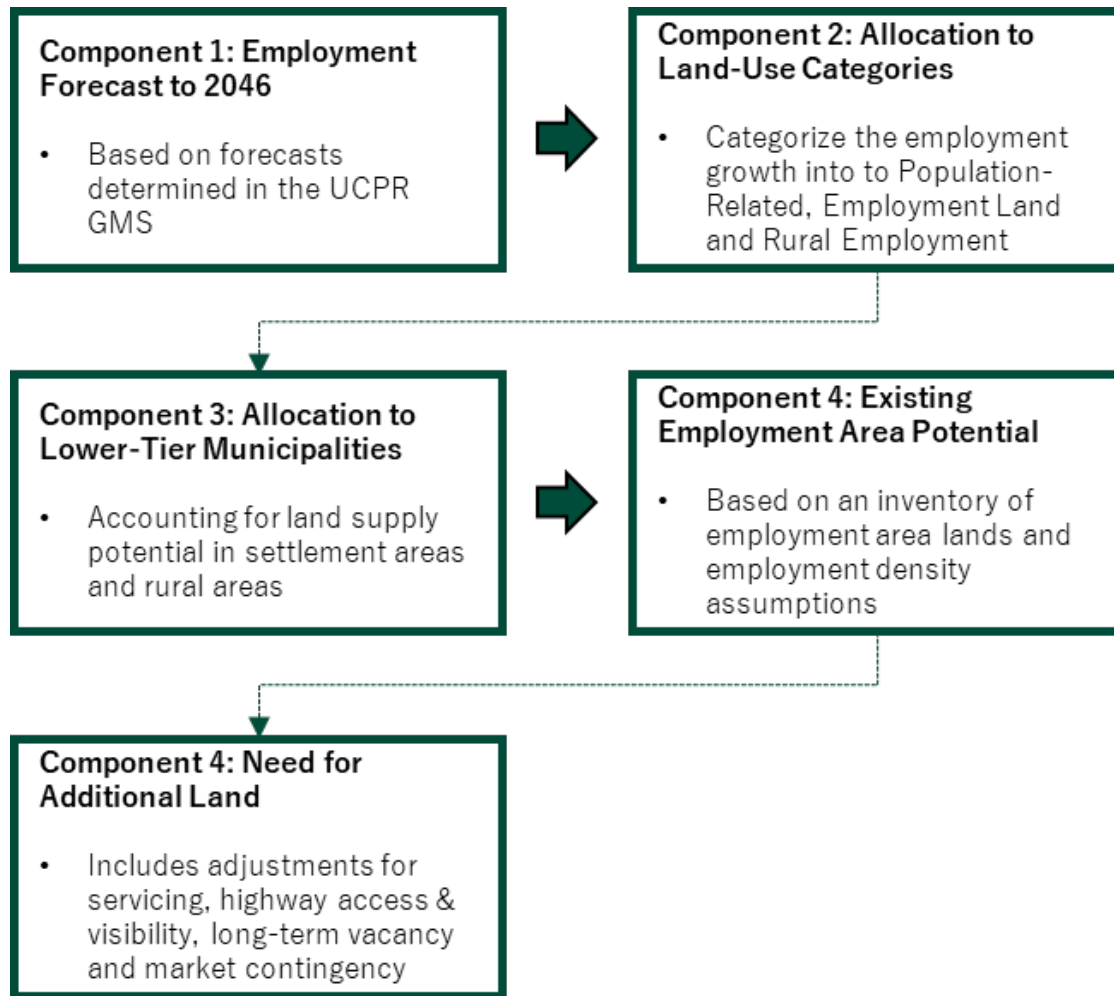 Component 1: Employment
Forecast to 2046
• Based on forecasts
determined in the UCPR
GMS
Component 2: Allocation to
Land-Use Categories
• Categorize the employment
growth into to Population-
Related, Employment Land
and Rural Employment
Component 3: Allocation to
Lower-Tier Municipalities
• Accounting for land supply
potential in settlement areas
and rural areas
Component 4: Existing
Employment Area Potential
• Based on an inventory of
employment area lands and
employment density
assumptions
Component 4: Need for
Additional Land
• Includes adjustments for
servicing, highway access &
visibility, long-term vacancy
and market contingency